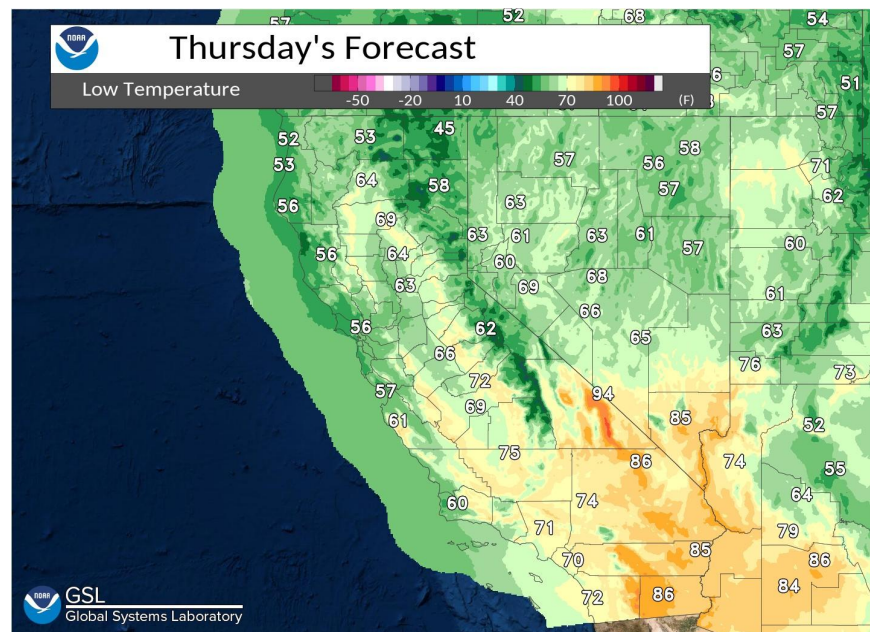 57 52 68 54
NOAA
Thursday's Forecast
57
Low Temperature
-50 -20 10 40 70 100 (F)
51
57
45
52 53 58
53 57 56 71
64 58 57 62
56 63
69
63 61 63 61 60
56 64 60 57
63 69 68 61
66
56 62 65 63
66 76 73
72
57 94
69 85 52
61
75 86 74 55
60 74 64
71 79
70 85 86
72 86 84
NOAA
GSL
Global Systems Laboratory